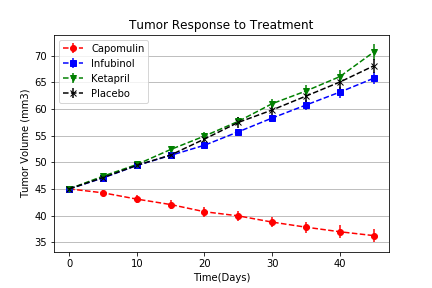 Tumor Response to Treatment
Capomulin
Infubinol
Ketapril
Placebo
Tumor Volume (mm3)
70
65
60
55
50
45
40
35
0
10
20
30
40
Time(Days)